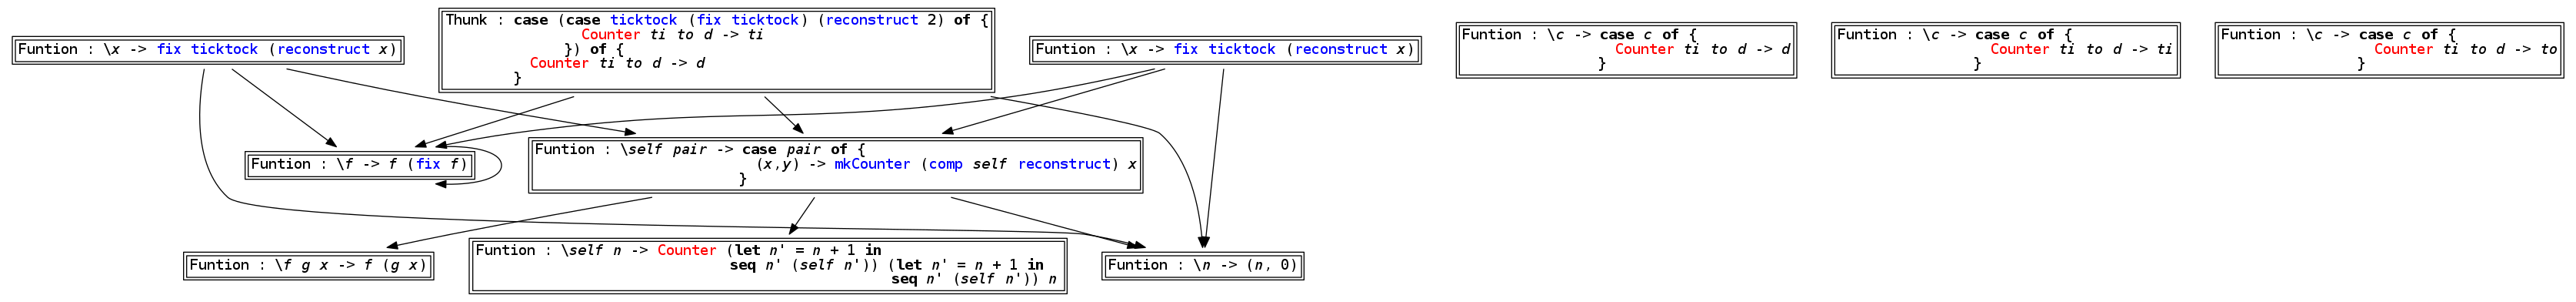 Funtion : \x -> fix ticktock (reconstruct x)
Thunk : case (case ticktock (fix ticktock) (reconstruct 2) of {
Counter ti to d -> ti
}) of {
Counter ti to d -> d
}
Funtion : \x -> fix ticktock (reconstruct x)
Funtion : \c -> case c of {
Counter ti to d -> d
}
Funtion : \c -> case c of {
Counter ti to d -> ti
}
Funtion : \c -> case c of {
Counter ti to d -> to
}
Funtion : \f -> f (fix f)
Funtion : \self pair -> case pair of {
(x,y) -> mkCounter (comp self reconstruct) x
}
Funtion : \f g x -> f (g x)
Funtion : \self n -> Counter (let n' = n + 1 in
seq n' (self n')) (let n' = n + 1 in
seq n' (self n')) n
Funtion : \n -> (n, 0)